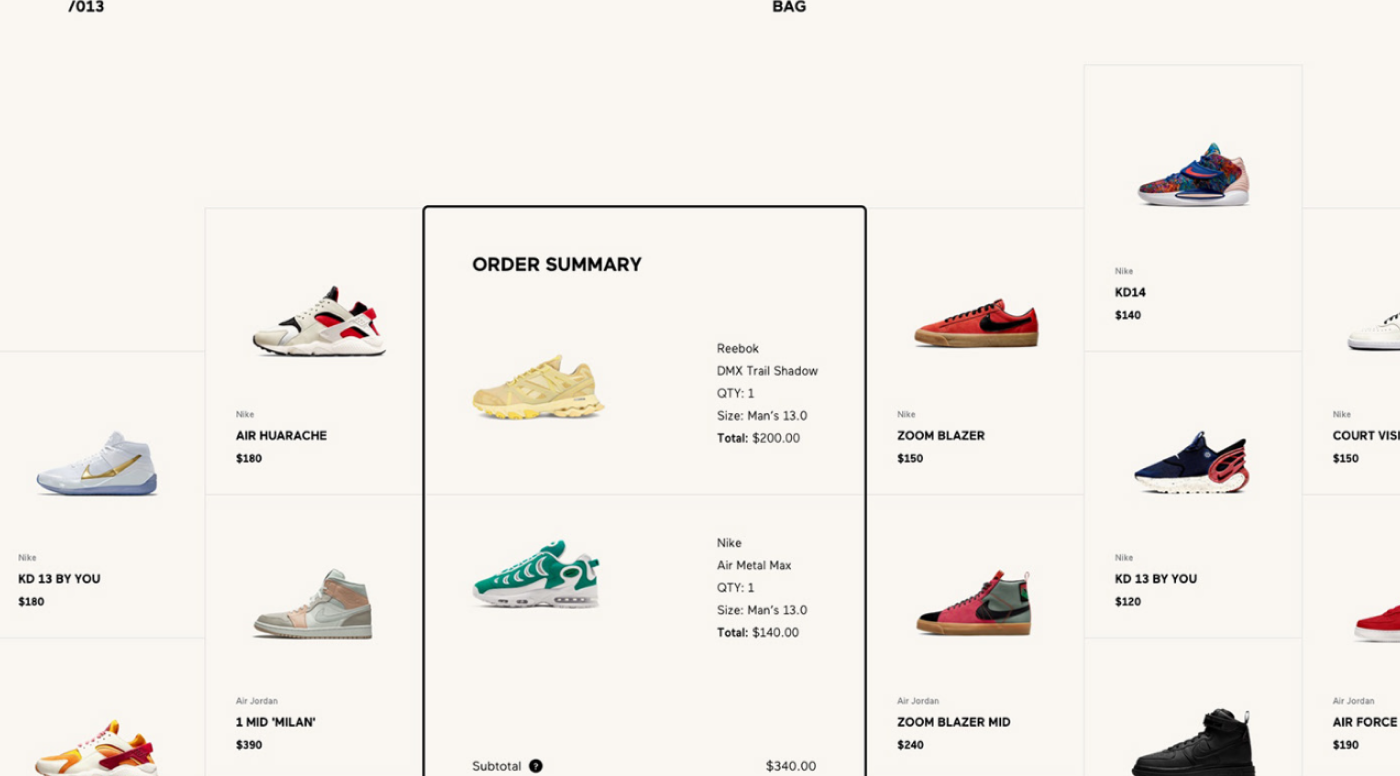 /013
BAG
Nike
KD 13 BY YOU
$180
Nike
AIR HUARACHE
$180
Air Jordan
1 MID 'MILAN'
$390
ORDER SUMMARY
Reebok
DMX Trail Shadow
QTY: 1
Size: Man's 13.0
Total: $200.00
Nike
Air Metal Max
QTY: 1
Size: Man's 13.0
Total: $140.00
Subtotal ? $340.00
Nike
ZOOM BLAZER
$150
Air Jordan
ZOOM BLAZER MID
$240
Nike
KD14
$140
Nike
KD 13 BY YOU
$120
Nike
COURT VISI
$150
Air Jordan
AIR FORCE
$190